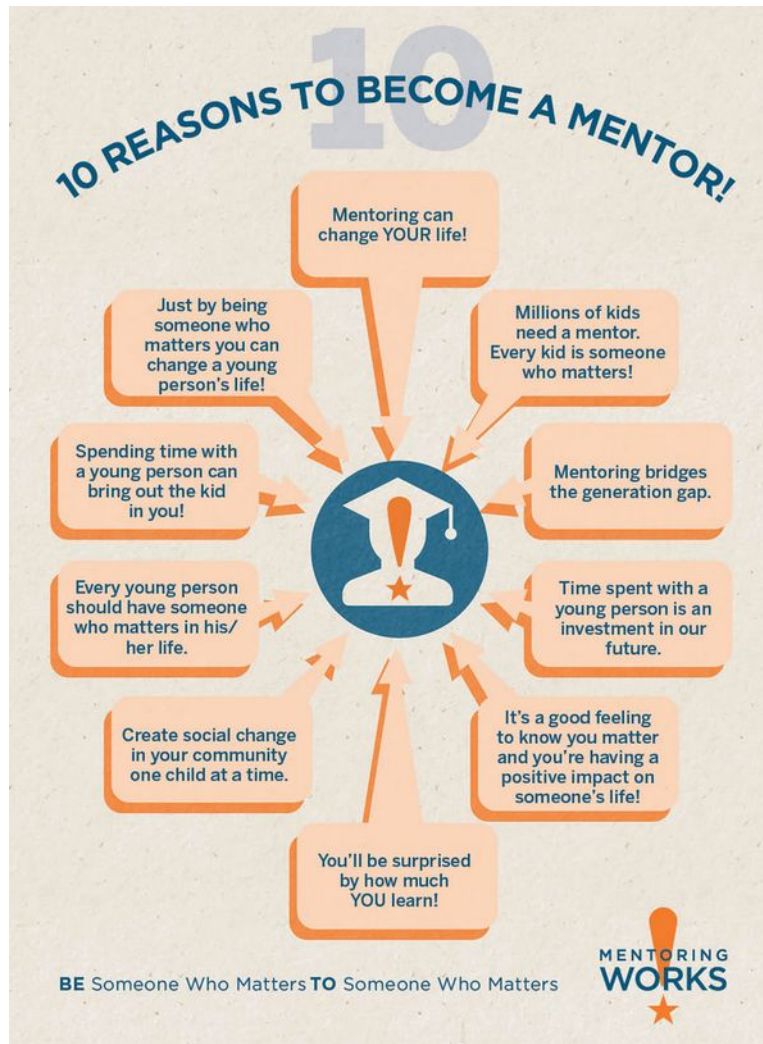 10
10 REASONS TO BECOME A MENTOR!
Mentoring can
change YOUR life!
Millions of kids
need a mentor.
Every kid is someone
who matters!
Mentoring bridges
the generation gap.
Time spent with a
young person is an
investment in our
future.
It's a good feeling
to know you matter
and you're having a
positive impact on
someone's life!
You'll be surprised
by how much
YOU learn!
Create social change
in your community
one child at a time.
Every young person
should have someone
who matters in his/
her life.
Spending time with
a young person can
bring out the kid
in you!
Just by being
someone who
matters you can
change a young
person's life!
BE Someone Who Matters TO Someone Who Matters
MENTORING
WORKS